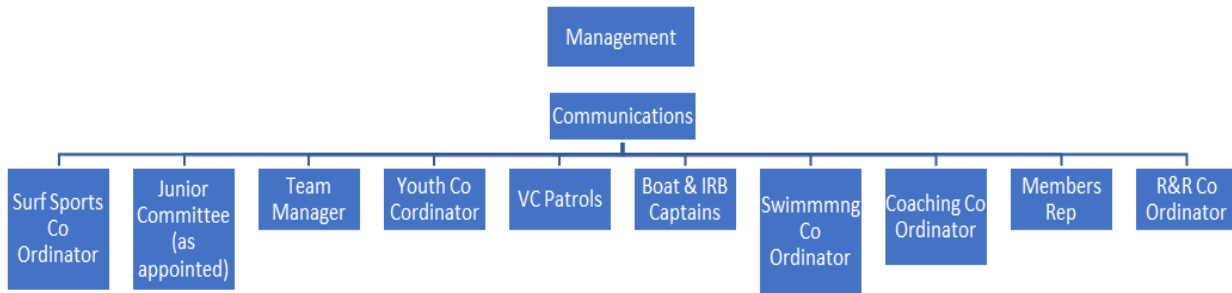 Management
Communications
Surf Sports
Co
Ordinator
Junior
Committee
(as
appointed)
Team
Manager
Youth Co
Cordinator
VC Patrols
Boat & IRB
Captains
Swimmmng
Co
Ordinator
Coaching Co
Ordinator
Members
Rep
R&R Co
Ordinator